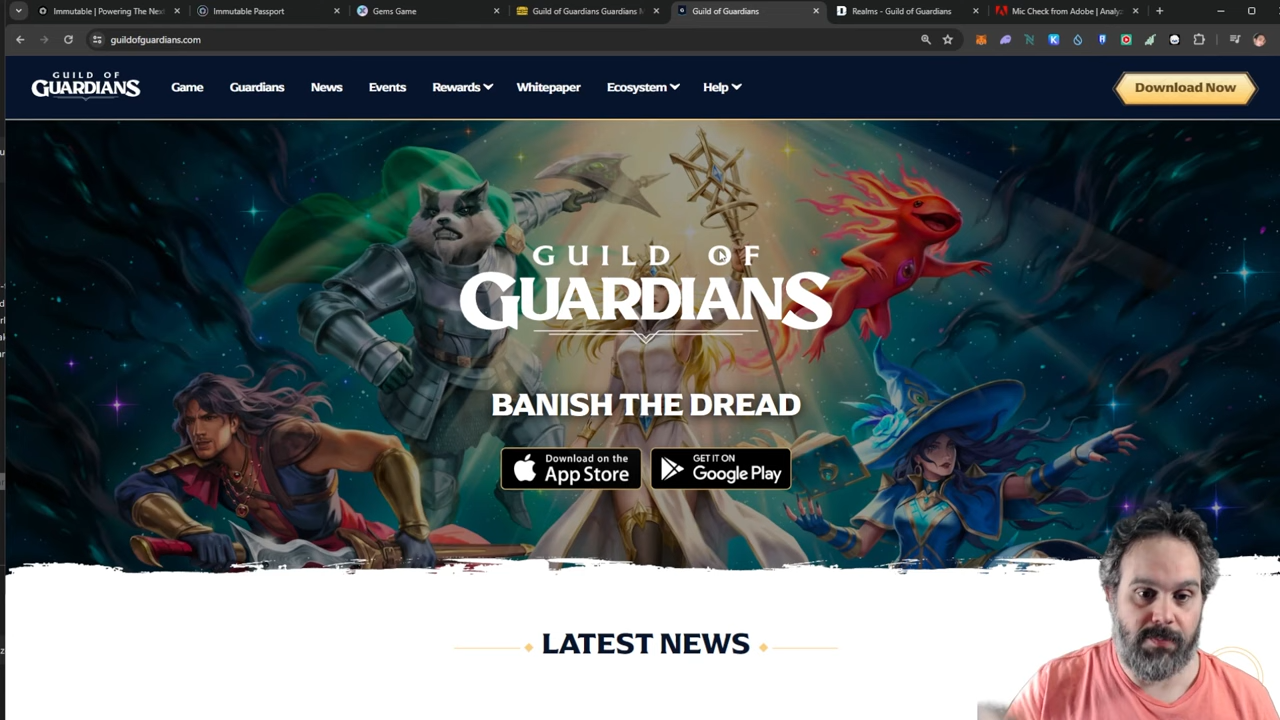 Immutable | Powering The Next
Immutable Passport
Gems Game
Guild of Guardians Guardians
Guild of Guardians
Realms - Guild of Guardians
Mic Check from Adobe | Analyz
guildofguardians.com
GUILD OF
GUARDIANS
Game
Guardians
News
Events
Rewards
Whitepaper
Ecosystem
Help
Download Now
GUILD OF
GUARDIANS
BANISH THE DREAD
Download on the
App Store
GET IT ON
Google Play
LATEST NEWS